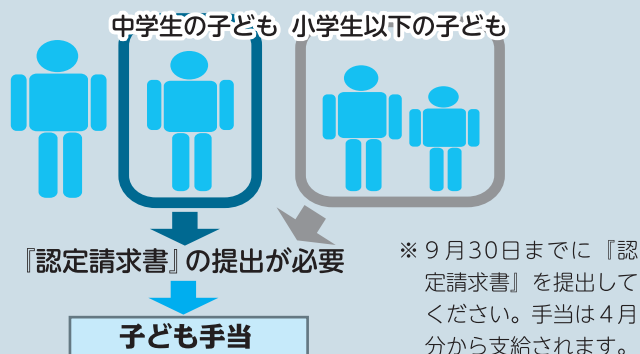 中学生の子ども 小学生以下の子ども
『認定請求書』の提出が必要
子ども手当
※９月30日までに『認
定請求書』を提出して
ください。手当は４月
分から支給されます。